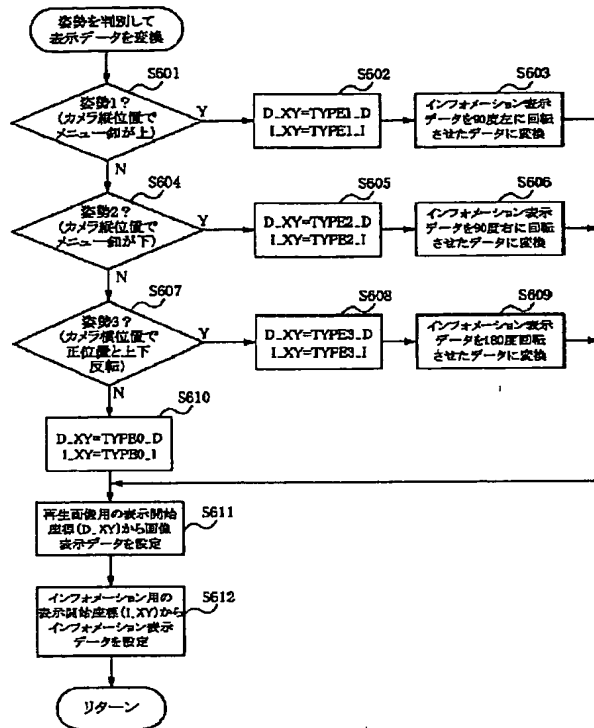 姿勢を判別して
表示データを変換
S601
姿勢1?
(カメラ縦位置で
メニュー釦が上)
Y
N
S602
D_XY=TYPE1_D
I_XY=TYPE1_I
S603
インフォメーション表示
データを90度左に回転
させたデータに変換
S604
姿勢2?
(カメラ縦位置で
メニュー釦が下)
Y
N
S605
D_XY=TYPE2_D
I_XY=TYPE2_I
S606
インフォメーション表示
データを90度右に回転
させたデータに変換
S607
姿勢3?
(カメラ横位置で
正位置と上下
反転)
Y
N
S608
D_XY=TYPE3_D
I_XY=TYPE3_I
S609
インフォメーション表示
データを180度回転
させたデータに変換
S610
D_XY=TYPE0_D
I_XY=TYPE0_I
S611
再生画像用の表示開始
座標(D_XY)から画像
表示データを設定
S612
インフォメーション用の
表示開始座標(I_XY)から
インフォメーション表示
データを設定
リターン